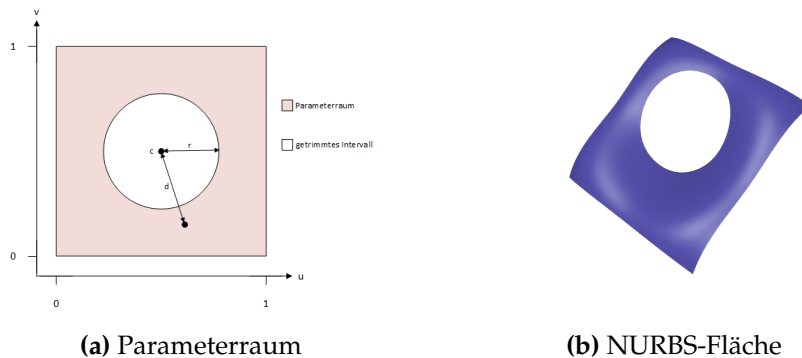 v
1
Parameterraum
getrimmtes Intervall
c
r
d
0
u
0
1
(a) Parameterraum
(b) NURBS-Fläche